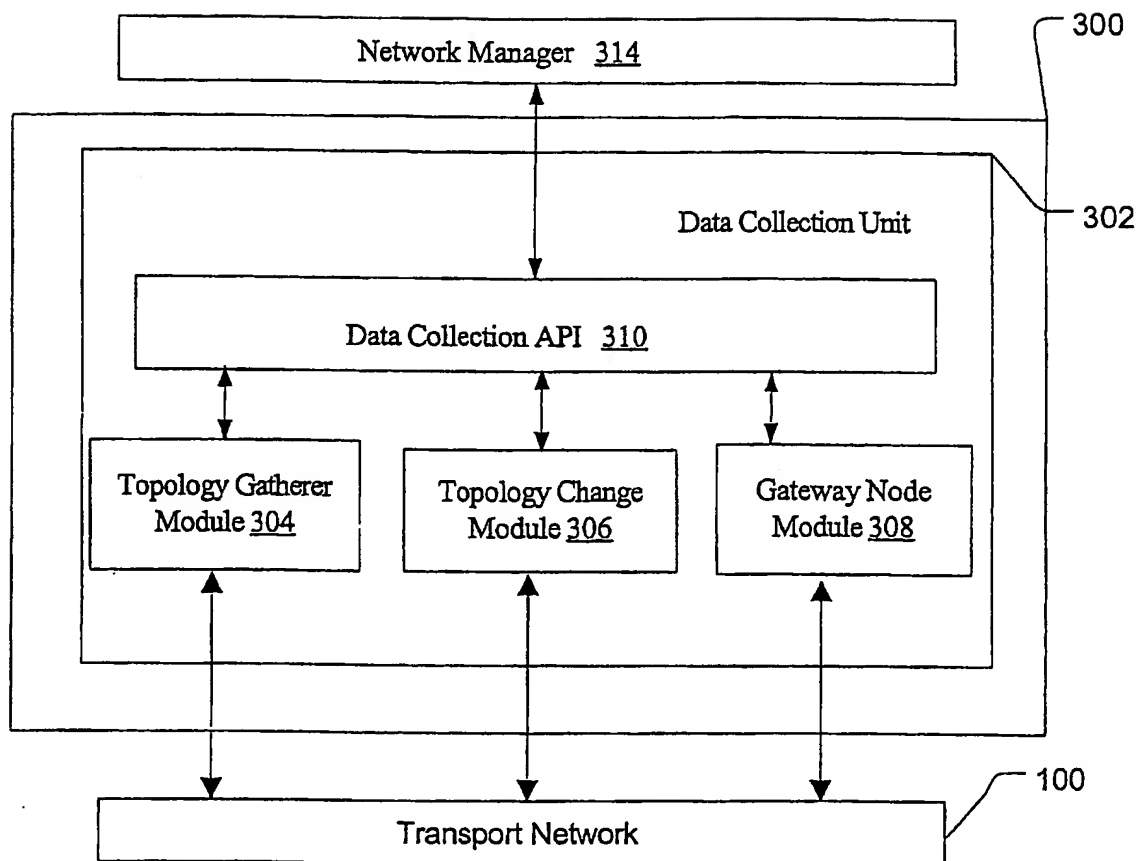 300
Network Manager 314
302
Data Collection Unit
Data Collection API 310
Topology Gatherer
Module 304
Topology Change
Module 306
Gateway Node
Module 308
100
Transport Network